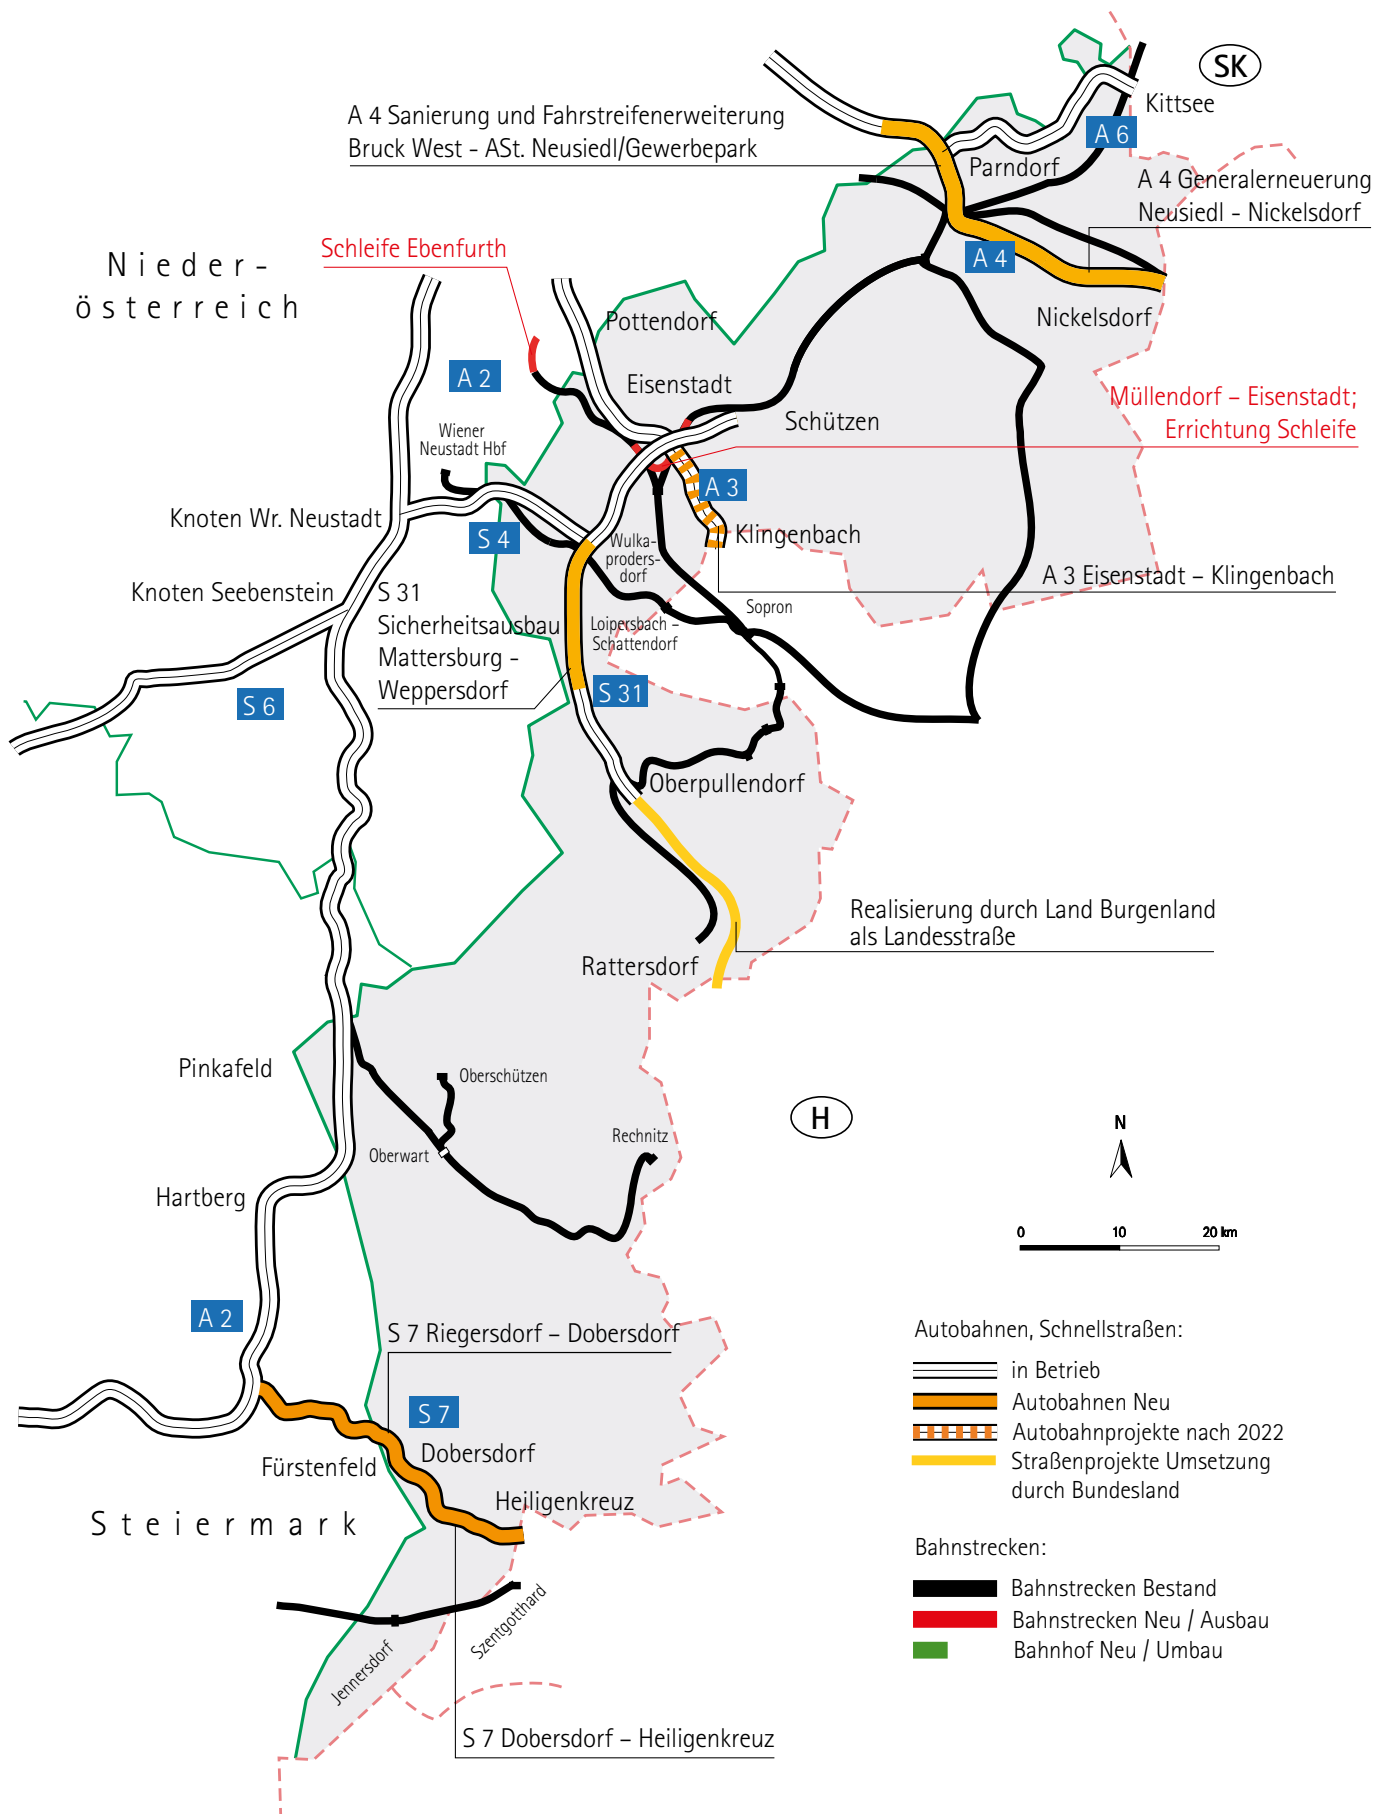 SK
Kittsee
A 4 Sanierung und Fahrstreifenerweiterung
Bruck West - ASt. Neusiedl/Gewerbepark
A 6
Parndorf
A 4 Generalerneuerung
Neusiedl - Nickelsdorf
Schleife Ebenfurth
Nieder-
österreich
A 4
Nickelsdorf
Pottendorf
A 2
Eisenstadt
Müllendorf – Eisenstadt;
Errichtung Schleife
Schützen
Wiener
Neustadt Hbf
A 3
Knoten Wr. Neustadt
S 4
Klingenbach
Wulka-
proders-
dorf
A 3 Eisenstadt – Klingenbach
Knoten Seebenstein
S 31
Sicherheitsausbau
Mattersburg -
Weppersdorf
Loipersbach –
Schattendorf
Sopron
S 6
S 31
Oberpullendorf
Realisierung durch Land Burgenland
als Landesstraße
Rattersdorf
Pinkafeld
Oberschützen
H
N
Rechnitz
Oberwart
Hartberg
0 10 20 km
A 2
S 7 Riegersdorf – Dobersdorf
Autobahnen, Schnellstraßen:
in Betrieb
Autobahnen Neu
Autobahnprojekte nach 2022
Straßenprojekte Umsetzung
durch Bundesland
S 7
Dobersdorf
Fürstenfeld
Heiligenkreuz
Steiermark
Bahnstrecken:
Bahnstrecken Bestand
Bahnstrecken Neu / Ausbau
Bahnhof Neu / Umbau
Szentgotthard
Jennersdorf
S 7 Dobersdorf – Heiligenkreuz